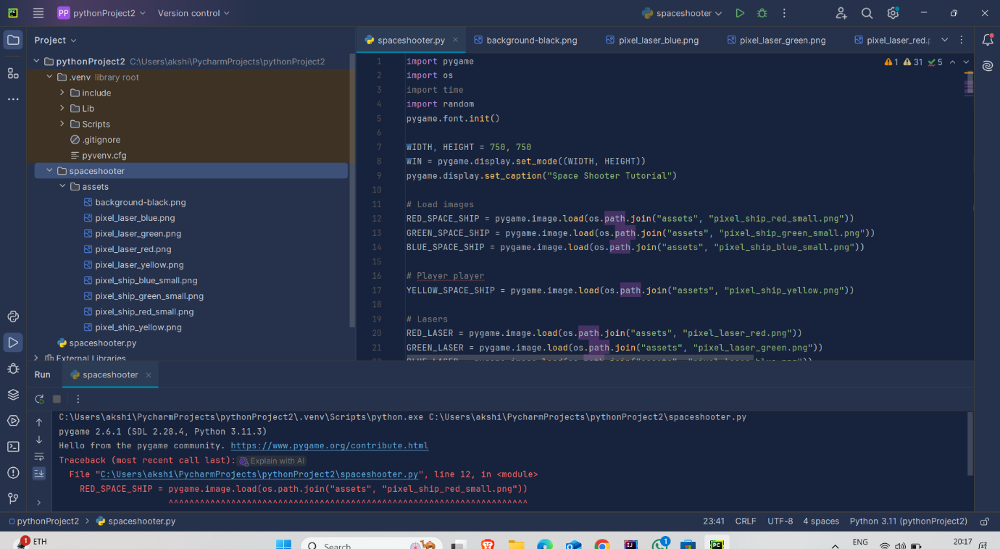 PC
PP pythonProject2
Version control
spaceshooter
Project
spaceshooter.py
background-black.png
pixel_laser_blue.png
pixel_laser_green.png
pixel_laser_red.p
pythonProject2 C:\Users\akshi\PycharmProjects\pythonProject2
.venv library root
include
Lib
Scripts
.gitignore
pyvenv.cfg
spaceshooter
assets
background-black.png
pixel_laser_blue.png
pixel_laser_green.png
pixel_laser_red.png
pixel_laser_yellow.png
pixel_ship_blue_small.png
pixel_ship_green_small.png
pixel_ship_red_small.png
pixel_ship_yellow.png
spaceshooter.py
External Libraries
1 31 5
1 import pygame
2 import os
3 import time
4 import random
5 pygame.font.init()
6
7 WIDTH, HEIGHT = 750, 750
8 WIN = pygame.display.set_mode((WIDTH, HEIGHT))
9 pygame.display.set_caption("Space Shooter Tutorial")
10
11 # Load images
12 RED_SPACE_SHIP = pygame.image.load(os.path.join("assets", "pixel_ship_red_small.png"))
13 GREEN_SPACE_SHIP = pygame.image.load(os.path.join("assets", "pixel_ship_green_small.png"))
14 BLUE_SPACE_SHIP = pygame.image.load(os.path.join("assets", "pixel_ship_blue_small.png"))
15
16 # Player player
17 YELLOW_SPACE_SHIP = pygame.image.load(os.path.join("assets", "pixel_ship_yellow.png"))
18
19 # Lasers
20 RED_LASER = pygame.image.load(os.path.join("assets", "pixel_laser_red.png"))
21 GREEN_LASER = pygame.image.load(os.path.join("assets", "pixel_laser_green.png"))
22 BLUE_LASER = pygame.image.load(os.path.join("assets", "pixel_laser_blue.png"))
Run
spaceshooter
C:\Users\akshi\PycharmProjects\pythonProject2\.venv\Scripts\python.exe C:\Users\akshi\PycharmProjects\pythonProject2\spaceshooter.py
pygame 2.6.1 (SDL 2.28.4, Python 3.11.3)
Hello from the pygame community. https://www.pygame.org/contribute.html
Traceback (most recent call last): Explain with AI
File "C:\Users\akshi\PycharmProjects\pythonProject2\spaceshooter.py", line 12, in <module>
RED_SPACE_SHIP = pygame.image.load(os.path.join("assets", "pixel_ship_red_small.png"))
^^^^^^^^^^^^^^^^^^^^^^^^^^^^^^^^^^^^^^^^^^^^^^^^^^^^^^^^^^^^^^^^^^^^^
pythonProject2 > spaceshooter.py
23:41 CRLF UTF-8 4 spaces Python 3.11 (pythonProject2)
1 ETH
Search
1
PC
ENG
20:17